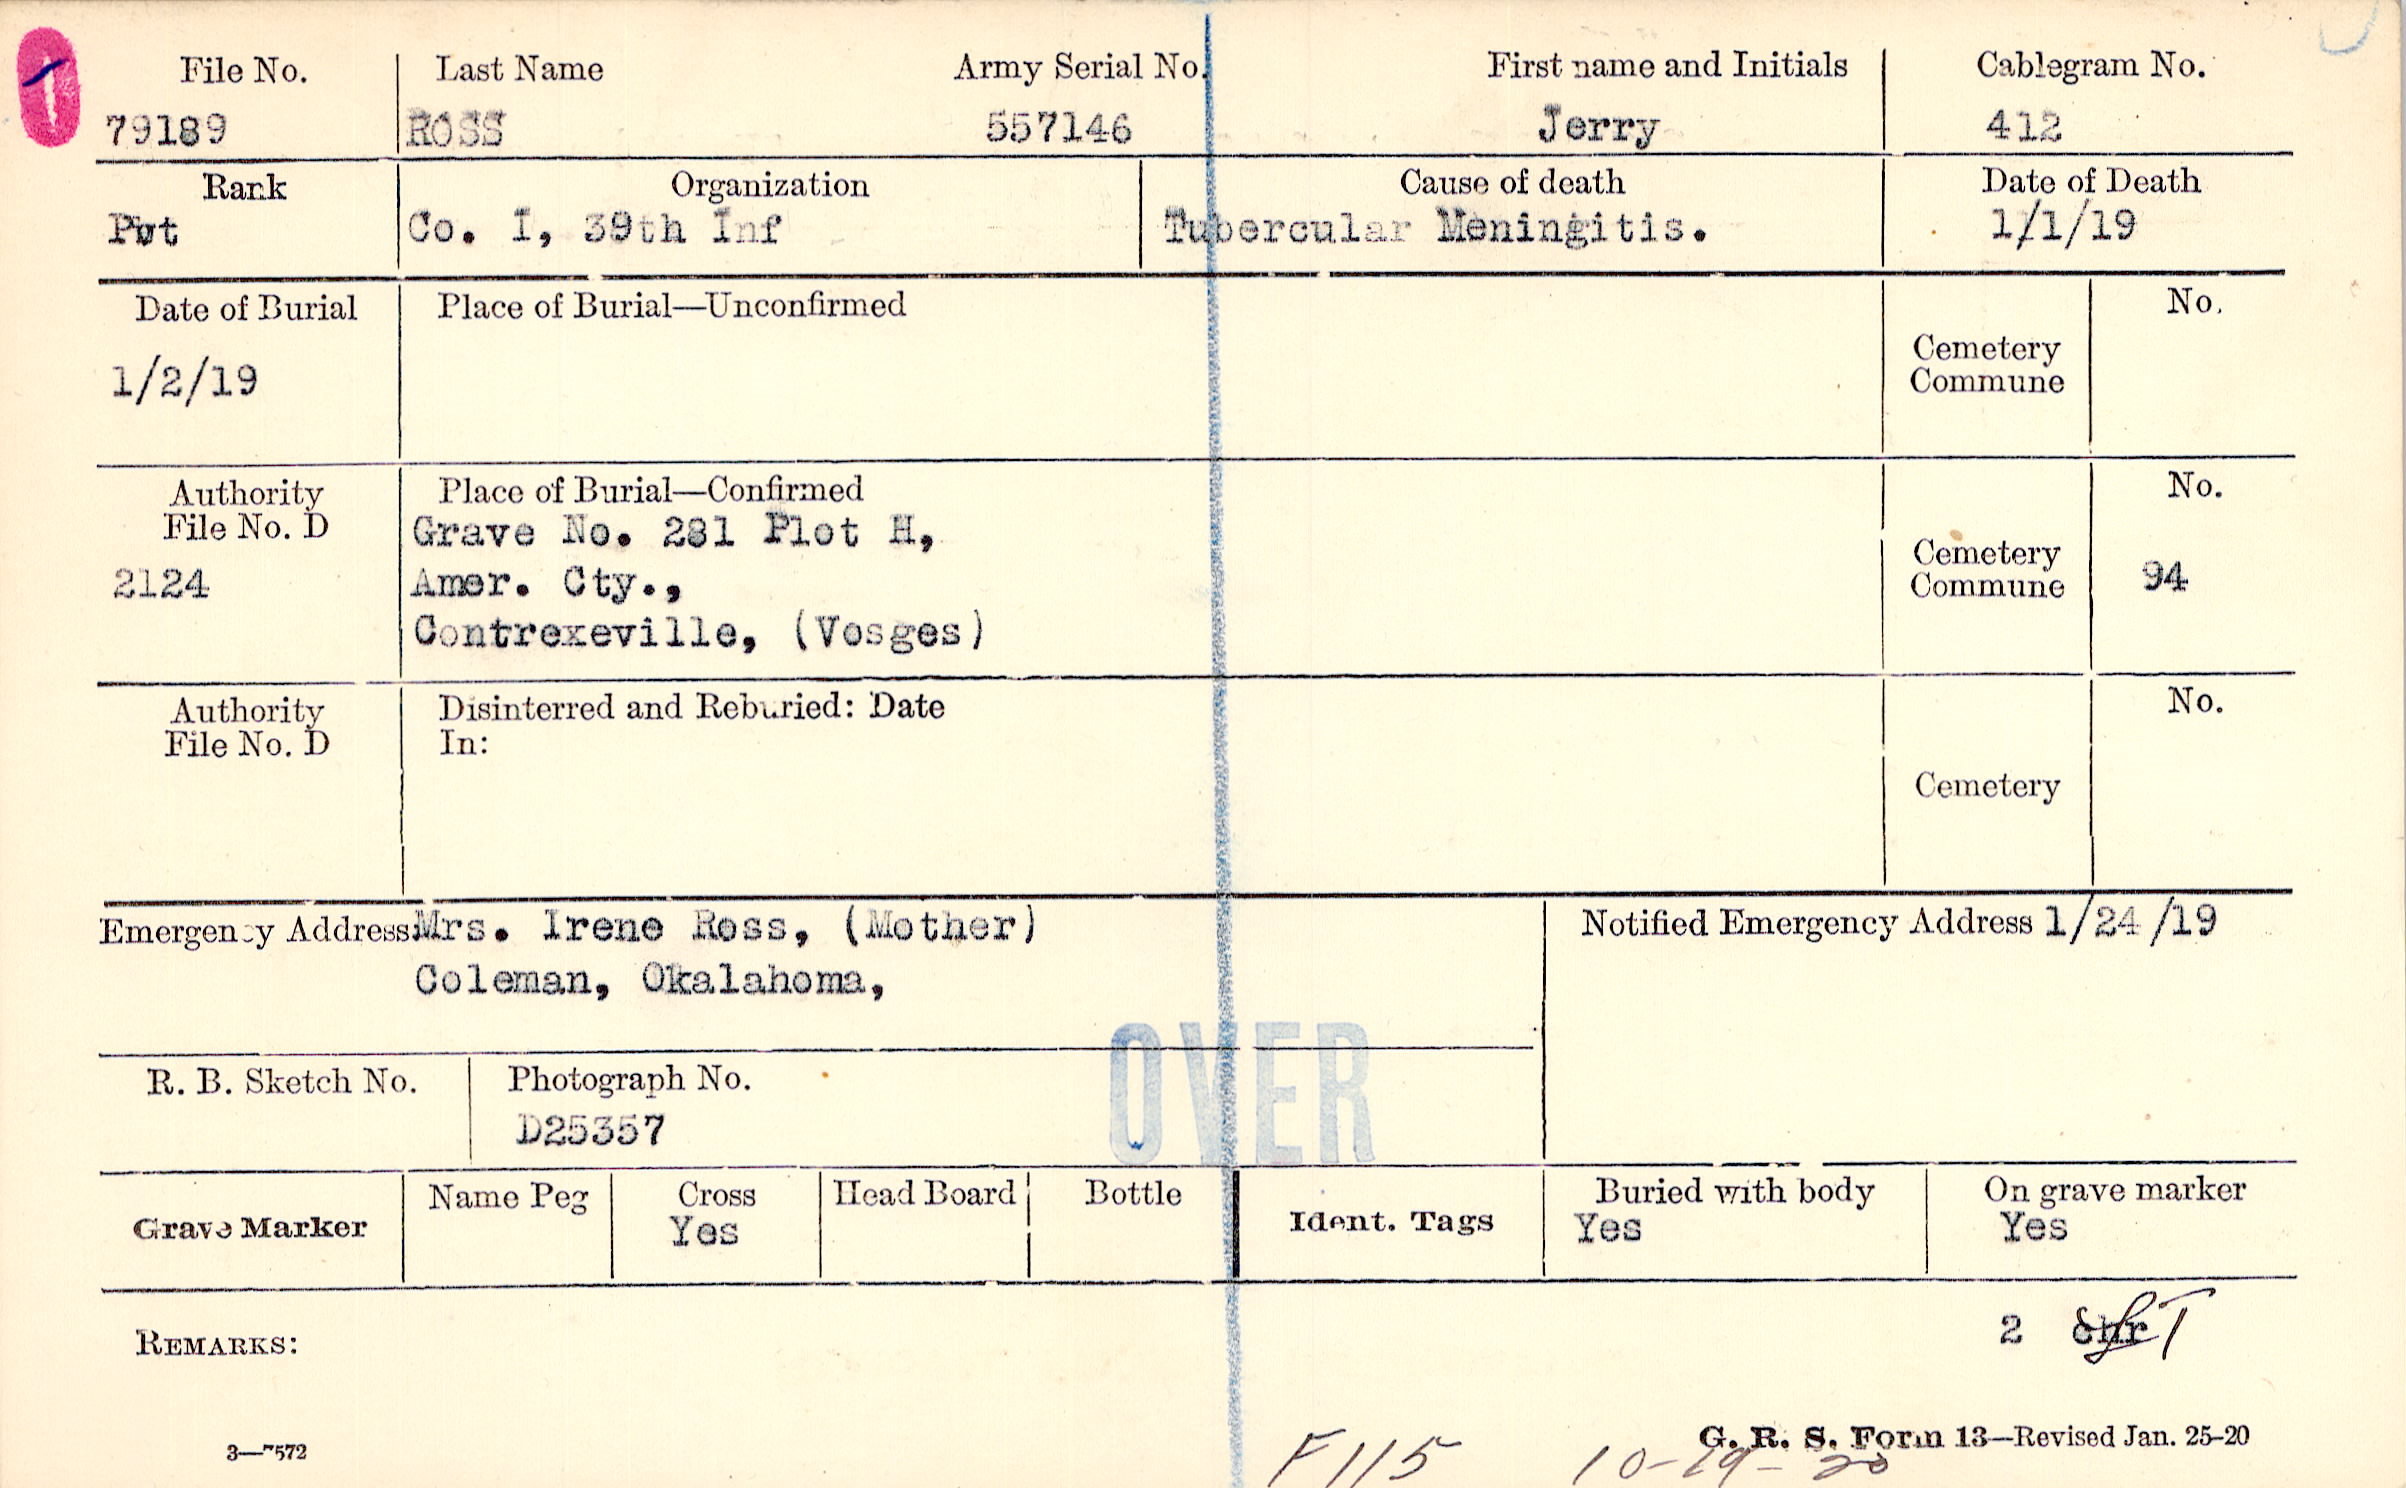 File No. Last Name Army Serial No. First name and Initials Cablegram No.
79189 ROSS 557146 Jerry 412
Rank Organization Cause of death Date of Death
Pvt Co. I, 39th Inf Tubercular Meningitis. 1/1/19
Date of Burial Place of Burial—Unconfirmed No.
1/2/19
Cemetery
Commune
Authority Place of Burial—Confirmed No.
File No. D Grave No. 281 Plot H,
2124 Amer. Cty.,
Contrexeville, (Vosges)
Cemetery
Commune 94
Authority Disinterred and Reburied: Date No.
File No. D In:
Cemetery
Emergency Address: Mrs. Irene Ross, (Mother) Notified Emergency Address 1/24/19
Coleman, Okalahoma,
OVER
R. B. Sketch No. Photograph No.
D25357
Grave Marker Name Peg Cross Head Board Bottle Ident. Tags Buried with body On grave marker
Yes Yes Yes
2
REMARKS:
3—7572 G. R. S. Form 13—Revised Jan. 25-20
F115 10-29-20